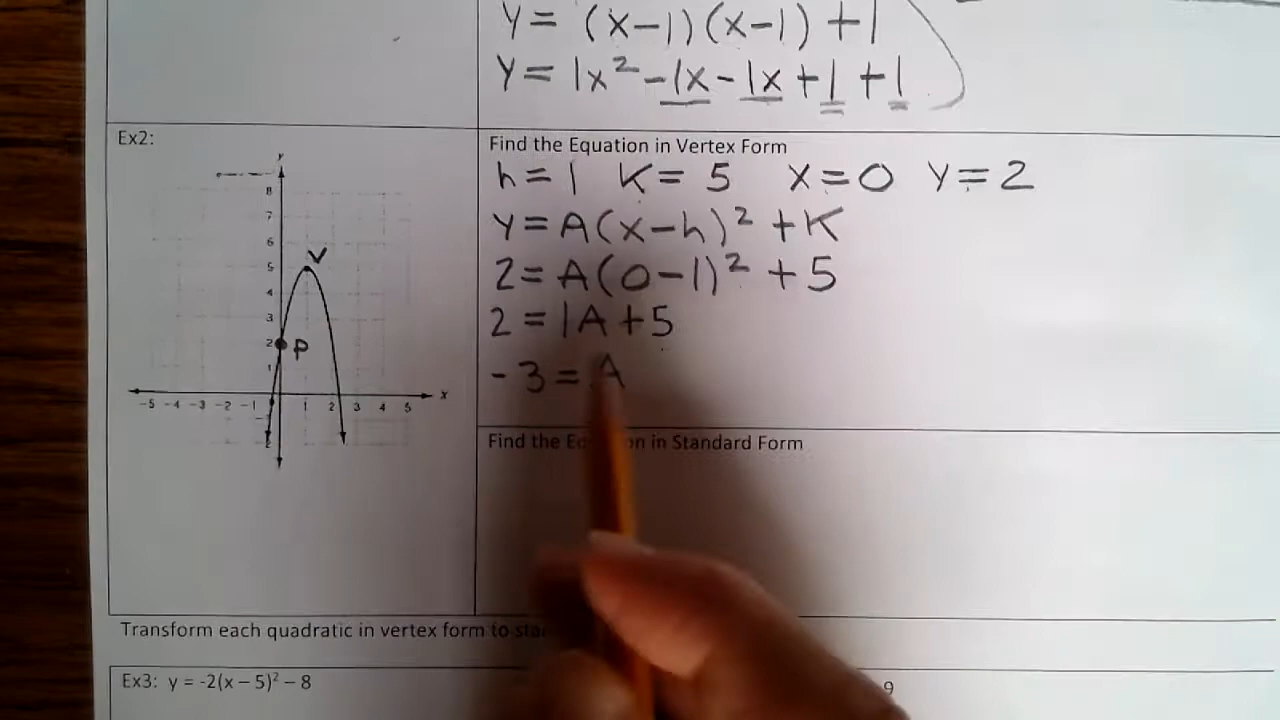 y = (x-1)(x-1) + 1
y = 1x² - 1x - 1x + 1 + 1
Ex2:
Find the Equation in Vertex Form
h = 1 K = 5 x = 0 y = 2
y = A(x-h)² + K
2 = A(0-1)² + 5
2 = 1A + 5
-3 = A
y
8
7
6
5 V
4
3
2 P
1
-5 -4 -3 -2 -1 1 2 3 4 5 x
Find the in Standard Form
Transform each quadratic in vertex form to
Ex3: y = -2(x – 5)² – 8
9